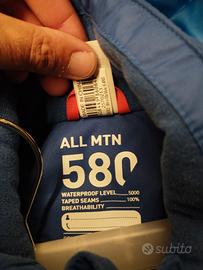 ALL MTN
580
WATERPROOF LEVEL 5000
TAPED SEAMS 100%
BREATHABILITY
subito